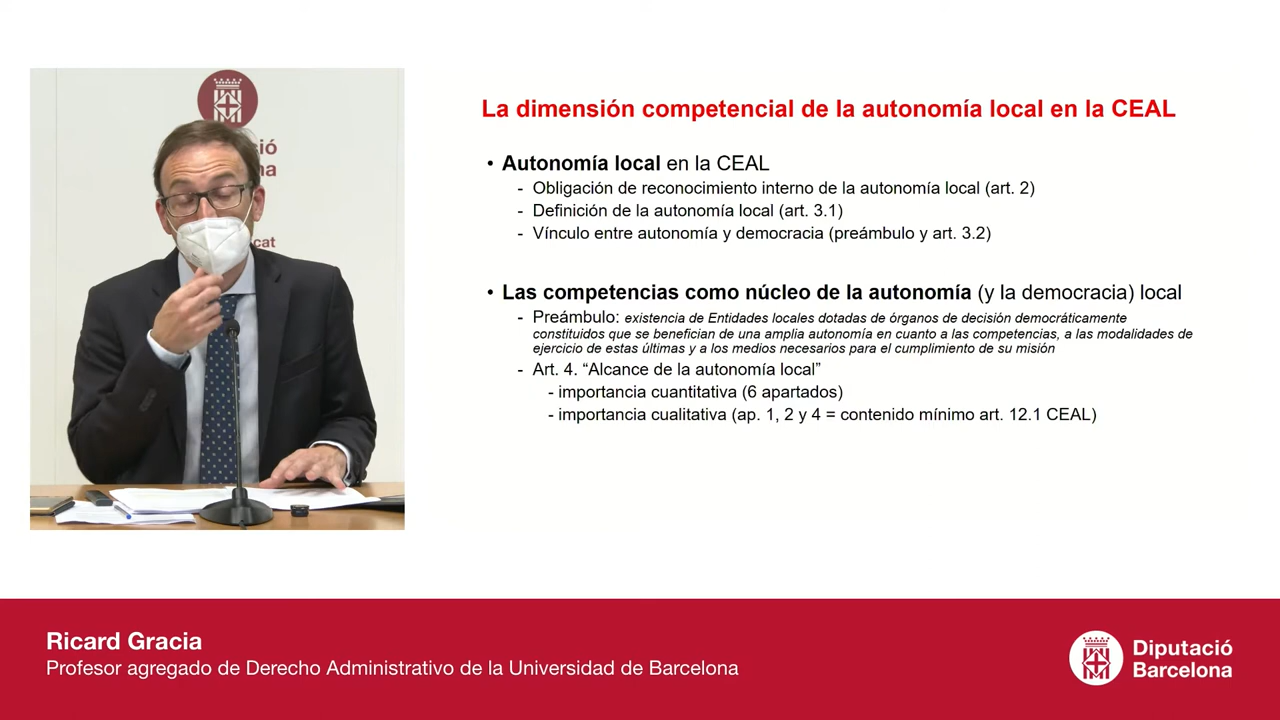 ció
na
cat
La dimensión competencial de la autonomía local en la CEAL
• Autonomía local en la CEAL
- Obligación de reconocimiento interno de la autonomía local (art. 2)
- Definición de la autonomía local (art. 3.1)
- Vínculo entre autonomía y democracia (preámbulo y art. 3.2)
• Las competencias como núcleo de la autonomía (y la democracia) local
- Preámbulo: existencia de Entidades locales dotadas de órganos de decisión democráticamente
constituidos que se benefician de una amplia autonomía en cuanto a las competencias, a las modalidades de
ejercicio de estas últimas y a los medios necesarios para el cumplimiento de su misión
- Art. 4. “Alcance de la autonomía local”
- importancia cuantitativa (6 apartados)
- importancia cualitativa (ap. 1, 2 y 4 = contenido mínimo art. 12.1 CEAL)
Ricard Gracia
Profesor agregado de Derecho Administrativo de la Universidad de Barcelona
Diputació
Barcelona